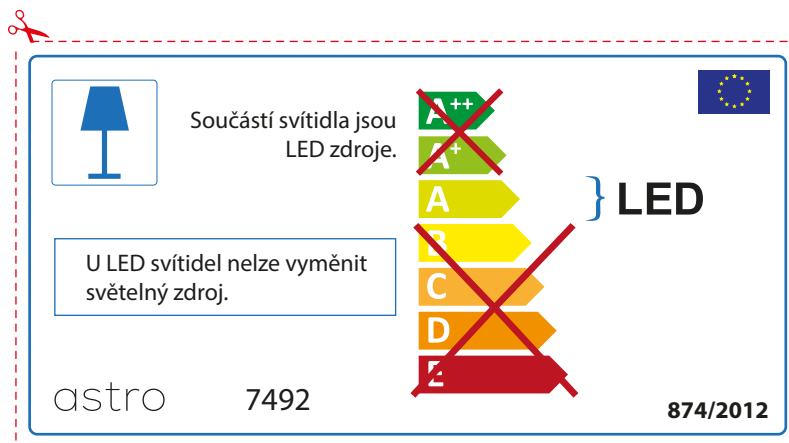 Součástí svítidla jsou
LED zdroje.
A++
A+
A
B
C
D
E
LED
U LED svítidel nelze vyměnit
světelný zdroj.
astro
7492
874/2012